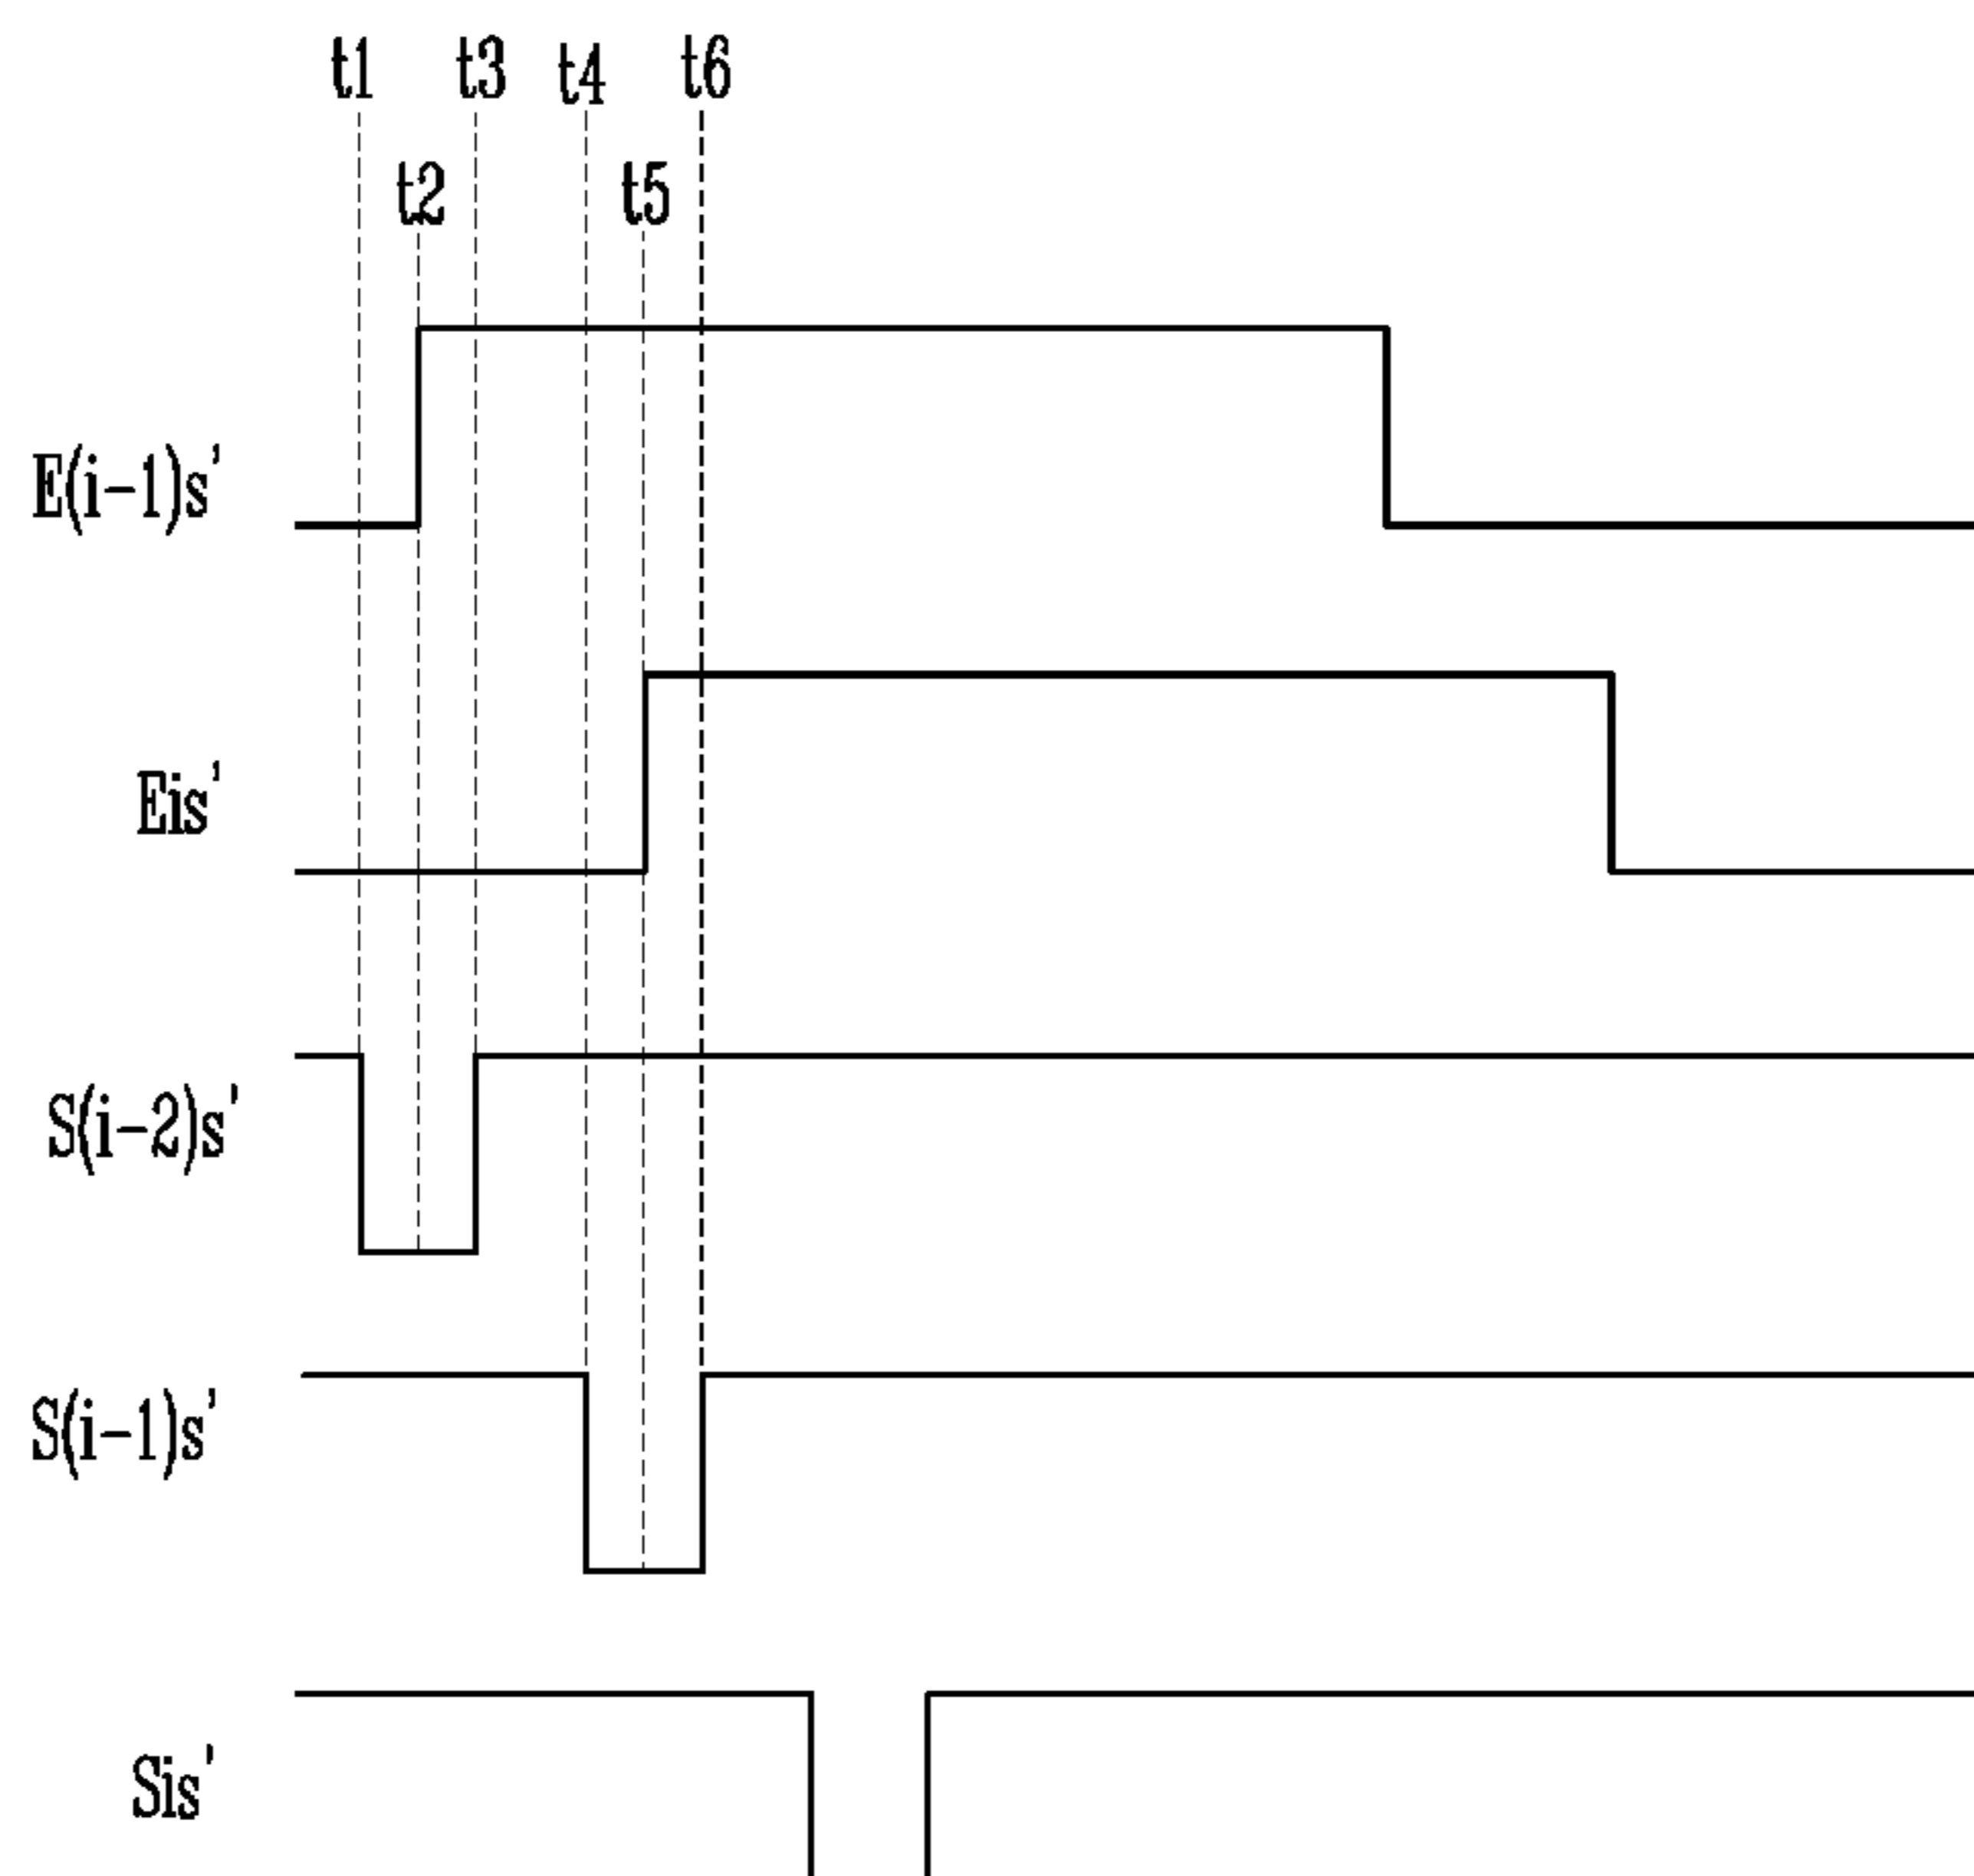 t1 t3 t4 t6
t2 t5
E(i-1)s'
Eis'
S(i-2)s'
S(i-1)s'
Sis'